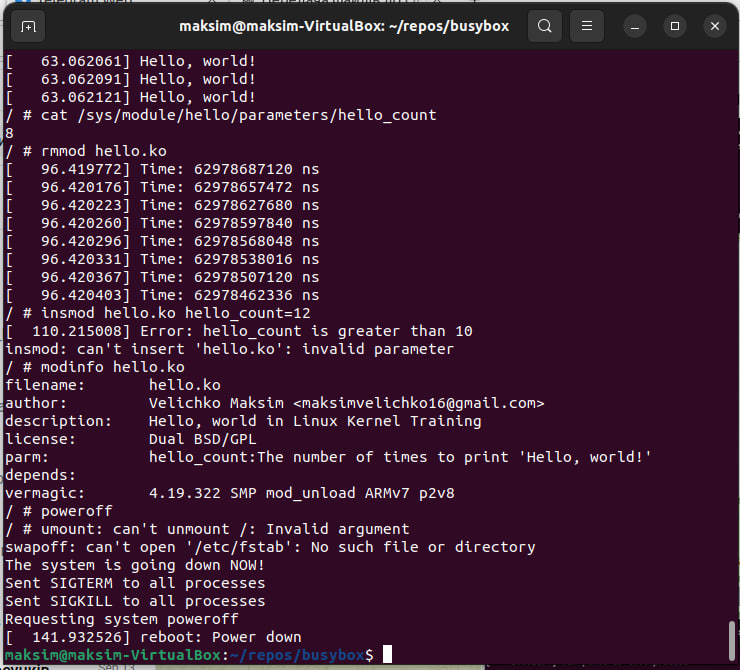 maksim@maksim-VirtualBox: ~/repos/busybox
[   63.062061] Hello, world!
[   63.062091] Hello, world!
[   63.062121] Hello, world!
/ # cat /sys/module/hello/parameters/hello_count
8
/ # rmmod hello.ko
[   96.419772] Time: 62978687120 ns
[   96.420176] Time: 62978657472 ns
[   96.420223] Time: 62978627680 ns
[   96.420260] Time: 62978597840 ns
[   96.420296] Time: 62978568048 ns
[   96.420331] Time: 62978538016 ns
[   96.420367] Time: 62978507120 ns
[   96.420403] Time: 62978462336 ns
/ # insmod hello.ko hello_count=12
[  110.215008] Error: hello_count is greater than 10
insmod: can't insert 'hello.ko': invalid parameter
/ # modinfo hello.ko
filename:       hello.ko
author:         Velichko Maksim <maksimvelichko16@gmail.com>
description:    Hello, world in Linux Kernel Training
license:        Dual BSD/GPL
parm:           hello_count:The number of times to print 'Hello, world!'
depends:
vermagic:       4.19.322 SMP mod_unload ARMv7 p2v8
/ # poweroff
/ # umount: can't unmount /: Invalid argument
swapoff: can't open '/etc/fstab': No such file or directory
The system is going down NOW!
Sent SIGTERM to all processes
Sent SIGKILL to all processes
Requesting system poweroff
[  141.932526] reboot: Power down
maksim@maksim-VirtualBox:~/repos/busybox$